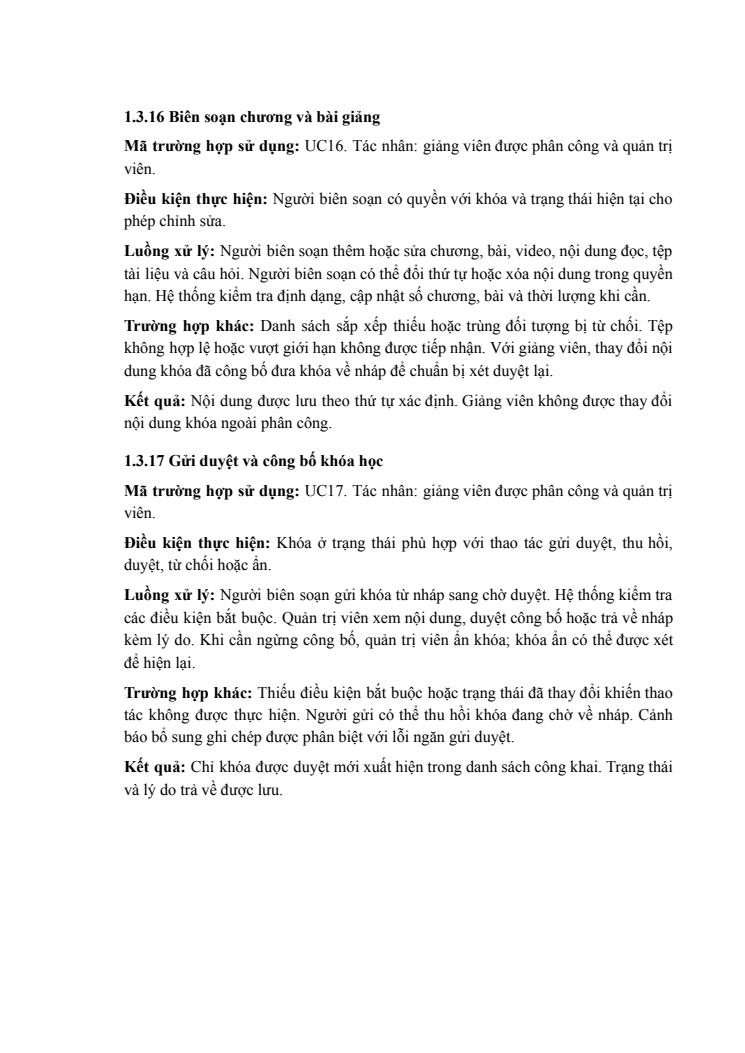 1.3.16 Biên soạn chương và bài giảng
Mã trường hợp sử dụng: UC16. Tác nhân: giảng viên được phân công và quản trị
viên.
Điều kiện thực hiện: Người biên soạn có quyền với khóa và trạng thái hiện tại cho
phép chỉnh sửa.
Luồng xử lý: Người biên soạn thêm hoặc sửa chương, bài, video, nội dung đọc, tệp
tài liệu và câu hỏi. Người biên soạn có thể đổi thứ tự hoặc xóa nội dung trong quyền
hạn. Hệ thống kiểm tra định dạng, cập nhật số chương, bài và thời lượng khi cần.
Trường hợp khác: Danh sách sắp xếp thiếu hoặc trùng đối tượng bị từ chối. Tệp
không hợp lệ hoặc vượt giới hạn không được tiếp nhận. Với giảng viên, thay đổi nội
dung khóa đã công bố đưa khóa về nháp để chuẩn bị xét duyệt lại.
Kết quả: Nội dung được lưu theo thứ tự xác định. Giảng viên không được thay đổi
nội dung khóa ngoài phân công.
1.3.17 Gửi duyệt và công bố khóa học
Mã trường hợp sử dụng: UC17. Tác nhân: giảng viên được phân công và quản trị
viên.
Điều kiện thực hiện: Khóa ở trạng thái phù hợp với thao tác gửi duyệt, thu hồi,
duyệt, từ chối hoặc ẩn.
Luồng xử lý: Người biên soạn gửi khóa từ nháp sang chờ duyệt. Hệ thống kiểm tra
các điều kiện bắt buộc. Quản trị viên xem nội dung, duyệt công bố hoặc trả về nháp
kèm lý do. Khi cần ngừng công bố, quản trị viên ẩn khóa; khóa ẩn có thể được xét
để hiện lại.
Trường hợp khác: Thiếu điều kiện bắt buộc hoặc trạng thái đã thay đổi khiến thao
tác không được thực hiện. Người gửi có thể thu hồi khóa đang chờ về nháp. Cảnh
báo bổ sung ghi chép được phân biệt với lỗi ngăn gửi duyệt.
Kết quả: Chỉ khóa được duyệt mới xuất hiện trong danh sách công khai. Trạng thái
và lý do trả về được lưu.